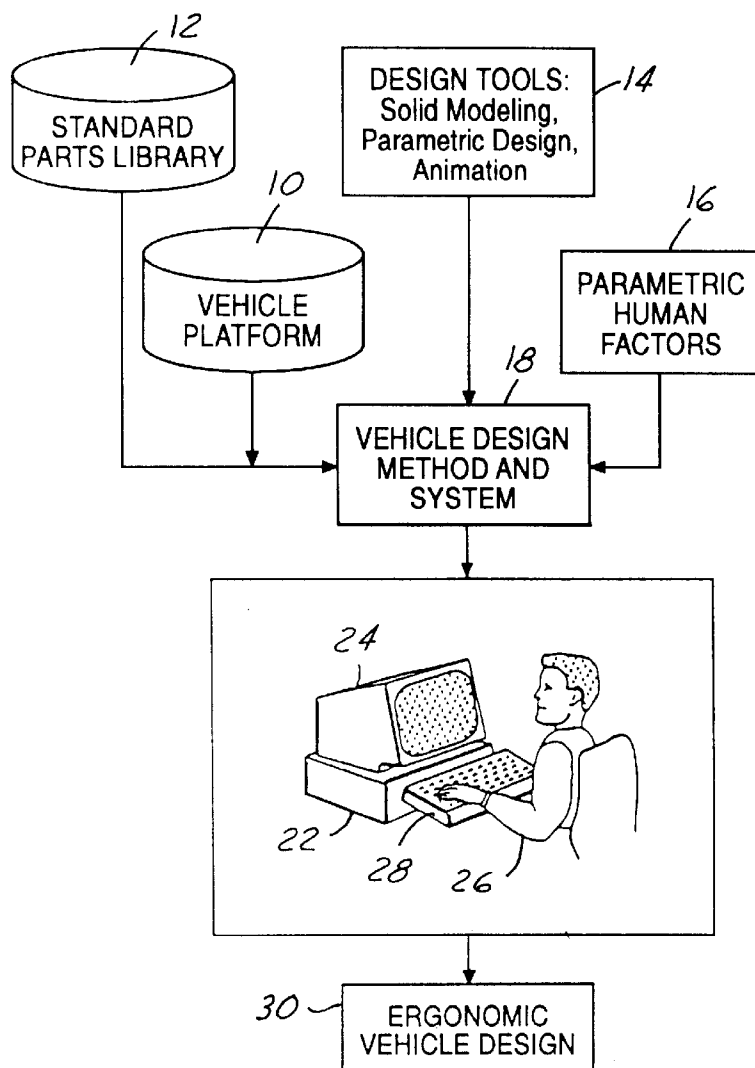 12
STANDARD
PARTS LIBRARY
DESIGN TOOLS:
Solid Modeling,
Parametric Design,
Animation
14
10
VEHICLE
PLATFORM
16
PARAMETRIC
HUMAN
FACTORS
18
VEHICLE DESIGN
METHOD AND
SYSTEM
24
22
28
26
30
ERGONOMIC
VEHICLE DESIGN